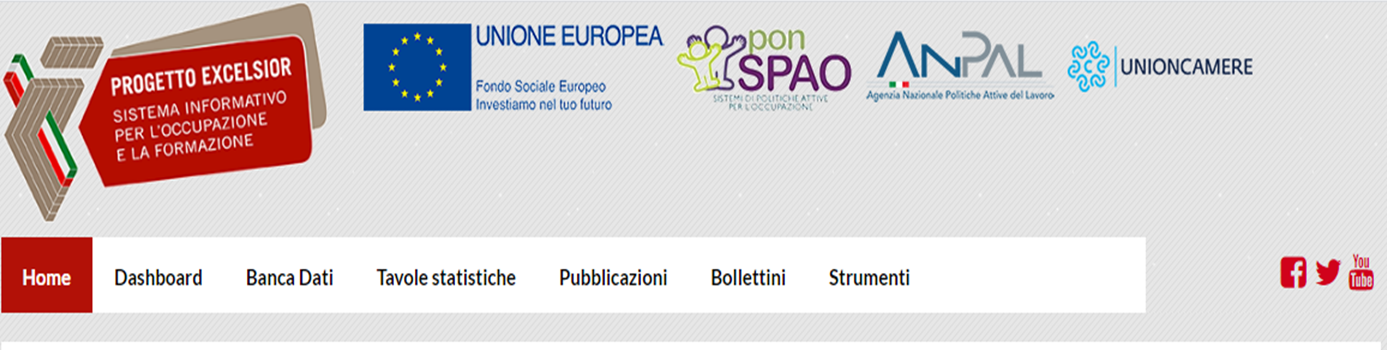 PROGETTO EXCELSIOR
SISTEMA INFORMATIVO
PER L'OCCUPAZIONE
E LA FORMAZIONE
UNIONE EUROPEA
Fondo Sociale Europeo
Investiamo nel tuo futuro
pon
SPAO
SISTEMI DI POLITICHE ATTIVE
PER L'OCCUPAZIONE
ANPAL
Agenzia Nazionale Politiche Attive del Lavoro
UNIONCAMERE
Home Dashboard Banca Dati Tavole statistiche Pubblicazioni Bollettini Strumenti
You
Tube